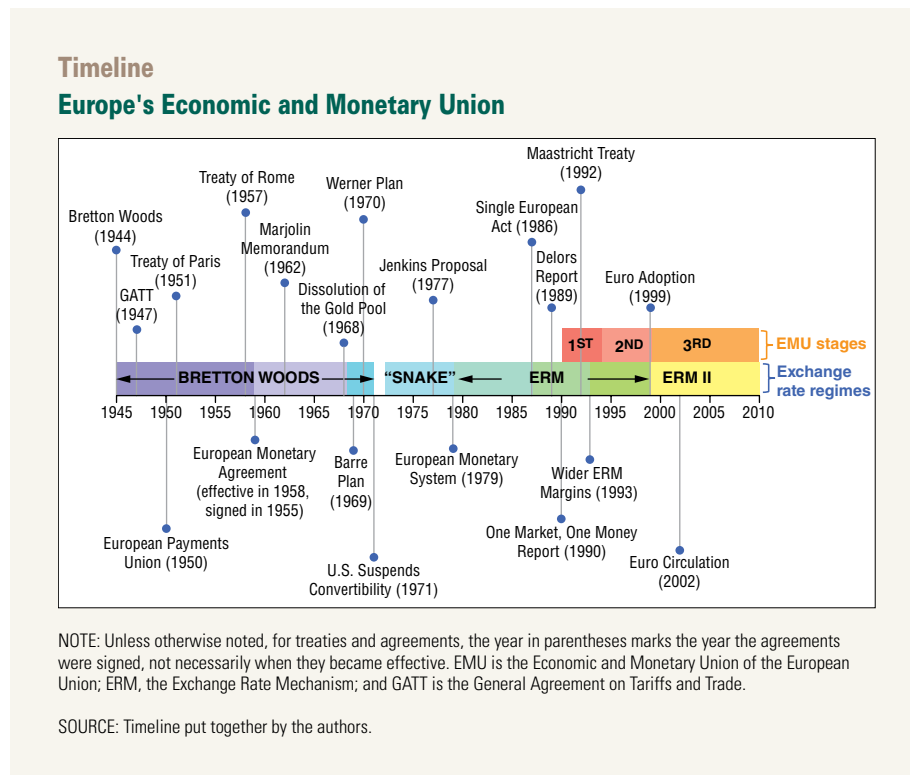 Timeline
Europe's Economic and Monetary Union
Maastricht Treaty
(1992)
Treaty of Rome
(1957)
Werner Plan
(1970)
Single European
Act (1986)
Bretton Woods
(1944)
Marjolin
Memorandum
(1962)
Treaty of Paris
(1951)
Jenkins Proposal
(1977)
Delors
Report
(1989)
Euro Adoption
(1999)
GATT
(1947)
Dissolution of
the Gold Pool
(1968)
1ST 2ND 3RD
EMU stages
BRETTON WOODS “SNAKE” ERM ERM II
Exchange
rate regimes
1945 1950 1955 1960 1965 1970 1975 1980 1985 1990 1995 2000 2005 2010
European Monetary
Agreement
(effective in 1958,
signed in 1955)
Barre
Plan
(1969)
European Monetary
System (1979)
Wider ERM
Margins (1993)
European Payments
Union (1950)
One Market, One Money
Report (1990)
U.S. Suspends
Convertibility (1971)
Euro Circulation
(2002)
NOTE: Unless otherwise noted, for treaties and agreements, the year in parentheses marks the year the agreements
were signed, not necessarily when they became effective. EMU is the Economic and Monetary Union of the European
Union; ERM, the Exchange Rate Mechanism; and GATT is the General Agreement on Tariffs and Trade.
SOURCE: Timeline put together by the authors.